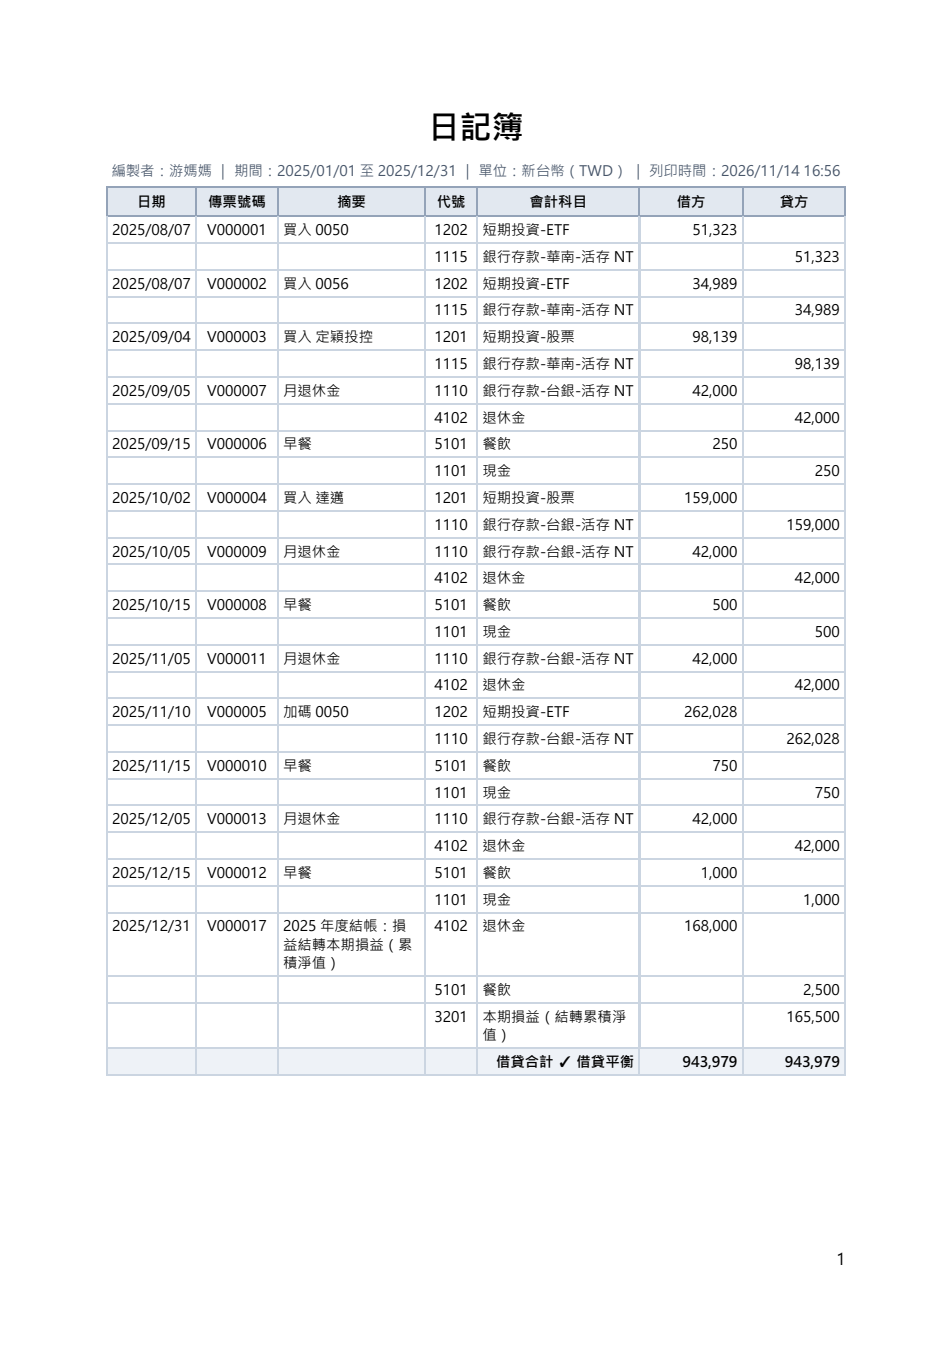 日記簿
編製者：游媽媽 | 期間：2025/01/01 至 2025/12/31 | 單位：新台幣（TWD） | 列印時間：2026/11/14 16:56
日期 傳票號碼 摘要 代號 會計科目 借方 貸方
2025/08/07 V000001 買入 0050 1202 短期投資-ETF 51,323
1115 銀行存款-華南-活存 NT 51,323
2025/08/07 V000002 買入 0056 1202 短期投資-ETF 34,989
1115 銀行存款-華南-活存 NT 34,989
2025/09/04 V000003 買入 定穎投控 1201 短期投資-股票 98,139
1115 銀行存款-華南-活存 NT 98,139
2025/09/05 V000007 月退休金 1110 銀行存款-台銀-活存 NT 42,000
4102 退休金 42,000
2025/09/15 V000006 早餐 5101 餐飲 250
1101 現金 250
2025/10/02 V000004 買入 達邁 1201 短期投資-股票 159,000
1110 銀行存款-台銀-活存 NT 159,000
2025/10/05 V000009 月退休金 1110 銀行存款-台銀-活存 NT 42,000
4102 退休金 42,000
2025/10/15 V000008 早餐 5101 餐飲 500
1101 現金 500
2025/11/05 V000011 月退休金 1110 銀行存款-台銀-活存 NT 42,000
4102 退休金 42,000
2025/11/10 V000005 加碼 0050 1202 短期投資-ETF 262,028
1110 銀行存款-台銀-活存 NT 262,028
2025/11/15 V000010 早餐 5101 餐飲 750
1101 現金 750
2025/12/05 V000013 月退休金 1110 銀行存款-台銀-活存 NT 42,000
4102 退休金 42,000
2025/12/15 V000012 早餐 5101 餐飲 1,000
1101 現金 1,000
2025/12/31 V000017 2025 年度結帳：損 4102 退休金 168,000
益結轉本期損益（累
積淨值）
5101 餐飲 2,500
3201 本期損益（結轉累積淨 165,500
值）
借貸合計 ✓ 借貸平衡 943,979 943,979
1